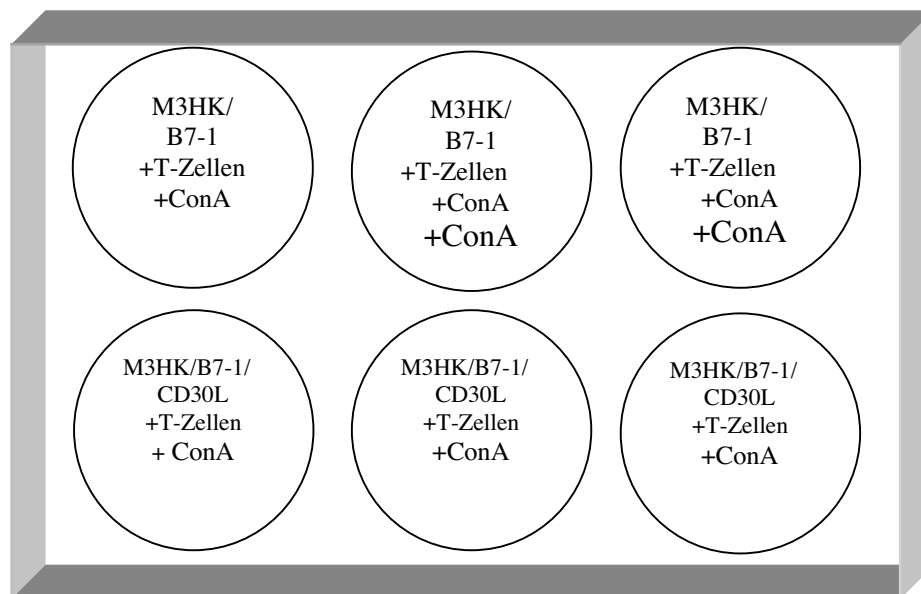 M3HK/
B7-1
+T-Zellen
+ConA
M3HK/
B7-1
+T-Zellen
+ConA
+ConA
M3HK/
B7-1
+T-Zellen
+ConA
+ConA
M3HK/B7-1/
CD30L
+T-Zellen
+ ConA
M3HK/B7-1/
CD30L
+T-Zellen
+ConA
M3HK/B7-1/
CD30L
+T-Zellen
+ConA